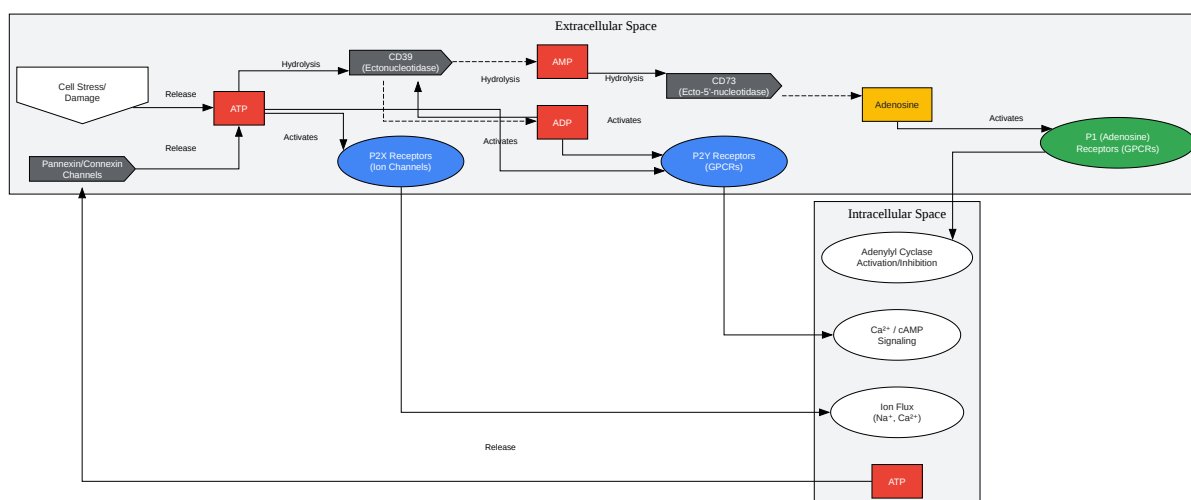 Extracellular Space
Cell Stress/
Damage
Release
Pannexin/Connexin
Channels
Release
ATP
Hydrolysis
Activates
CD39
(Ectonucleotidase)
P2X Receptors
(Ion Channels)
Hydrolysis
Activates
AMP
ADP
Hydrolysis
Activates
CD73
(Ecto-5'-nucleotidase)
P2Y Receptors
(GPCRs)
Adenosine
Activates
P1 (Adenosine)
Receptors (GPCRs)
Intracellular Space
Adenylyl Cyclase
Activation/Inhibition
Ca²⁺ / cAMP
Signaling
Ion Flux
(Na⁺, Ca²⁺)
Release
ATP